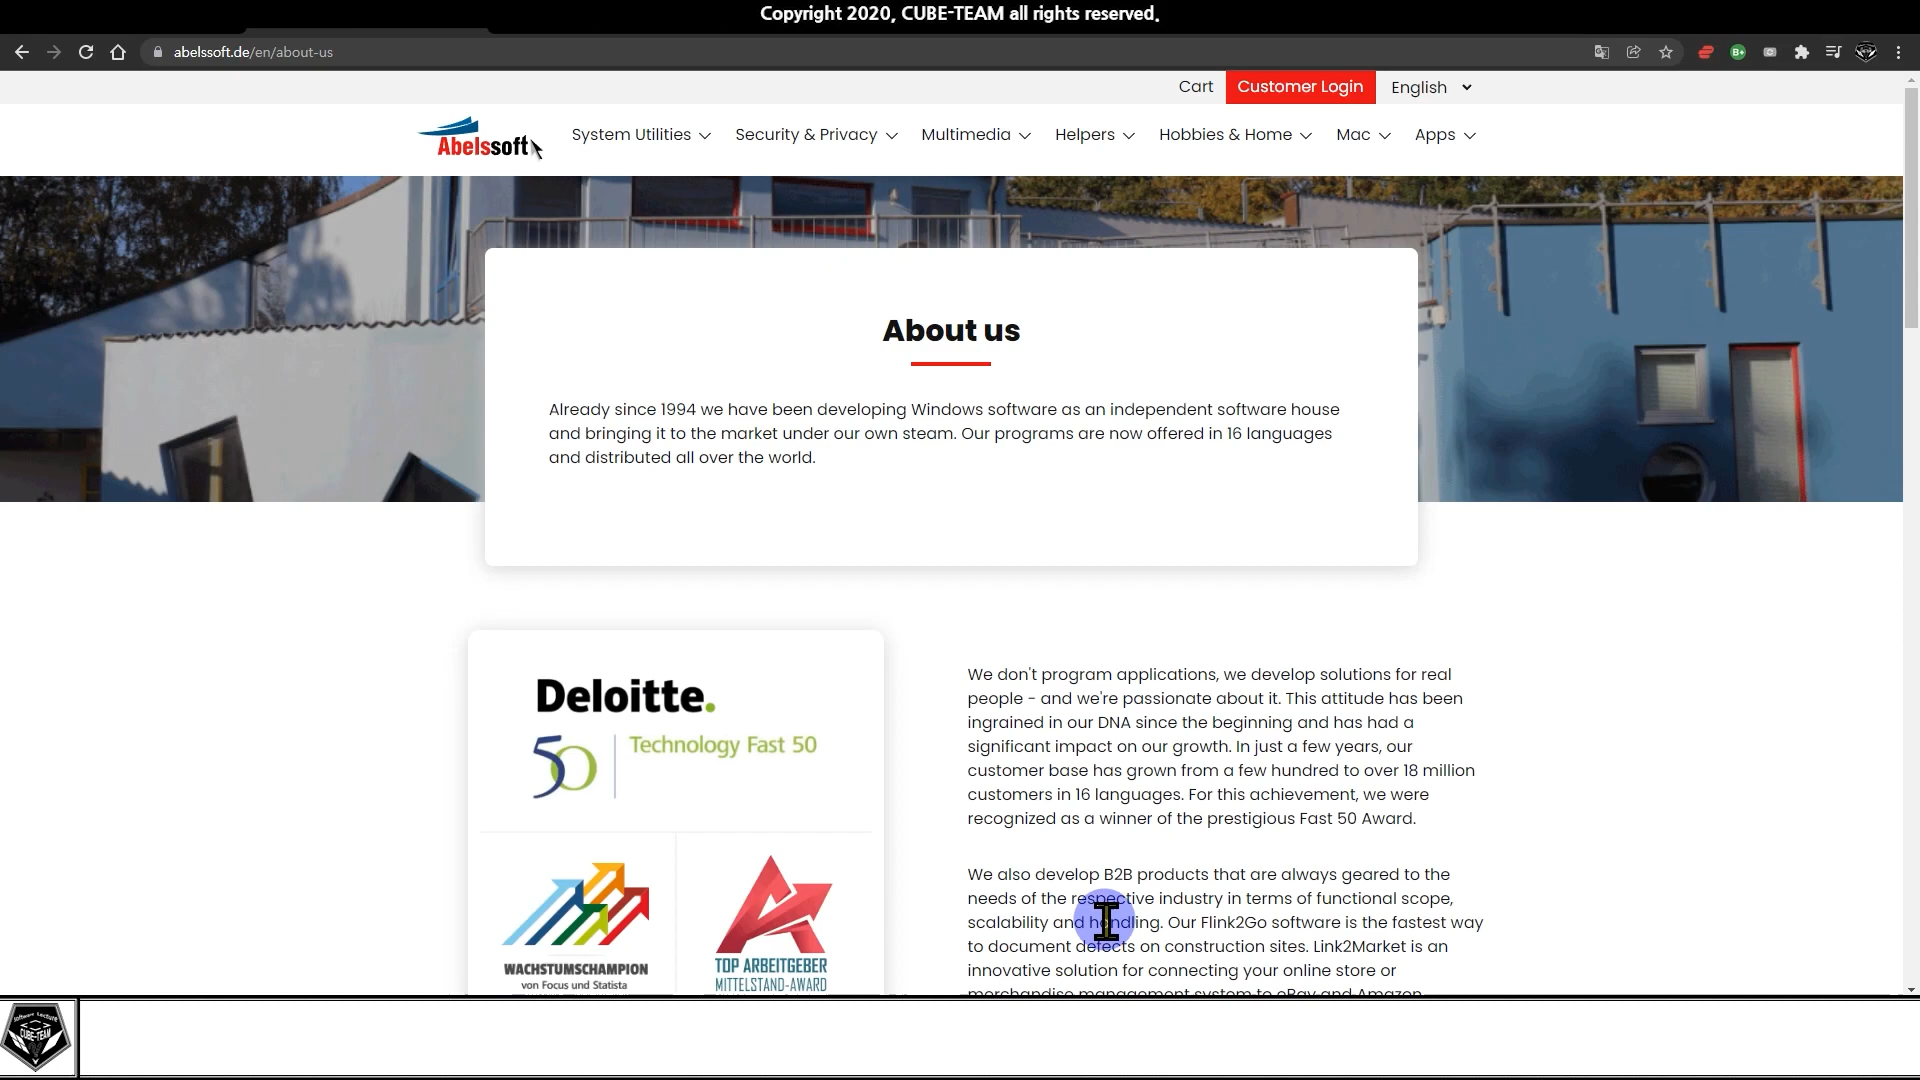 Copyright 2020, CUBE-TEAM all rights reserved.
abelssoft.de/en/about-us
Cart
Customer Login
English
Abelssoft
System Utilities
Security & Privacy
Multimedia
Helpers
Hobbies & Home
Mac
Apps
About us
Already since 1994 we have been developing Windows software as an independent software house
and bringing it to the market under our own steam. Our programs are now offered in 16 languages
and distributed all over the world.
Deloitte.
50
Technology Fast 50
WACHSTUMSCHAMPION
von Focus und Statista
TOP ARBEITGEBER
MITTELSTAND-AWARD
We don't program applications, we develop solutions for real
people - and we're passionate about it. This attitude has been
ingrained in our DNA since the beginning and has had a
significant impact on our growth. In just a few years, our
customer base has grown from a few hundred to over 18 million
customers in 16 languages. For this achievement, we were
recognized as a winner of the prestigious Fast 50 Award.
We also develop B2B products that are always geared to the
needs of the respective industry in terms of functional scope,
scalability and handling. Our Flink2Go software is the fastest way
to document defects on construction sites. Link2Market is an
innovative solution for connecting your online store or
merchandise management system to eBay and Amazon
Software Lecture
CUBE-TEAM